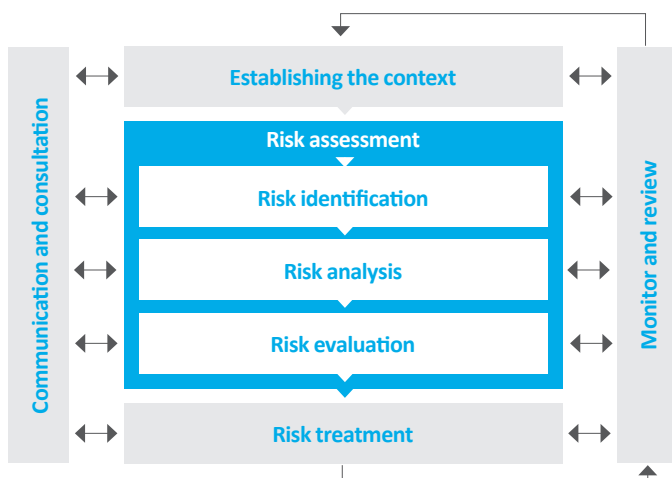 Establishing the context
Communication and consultation
Risk assessment
Risk identification
Risk analysis
Risk evaluation
Monitor and review
Risk treatment